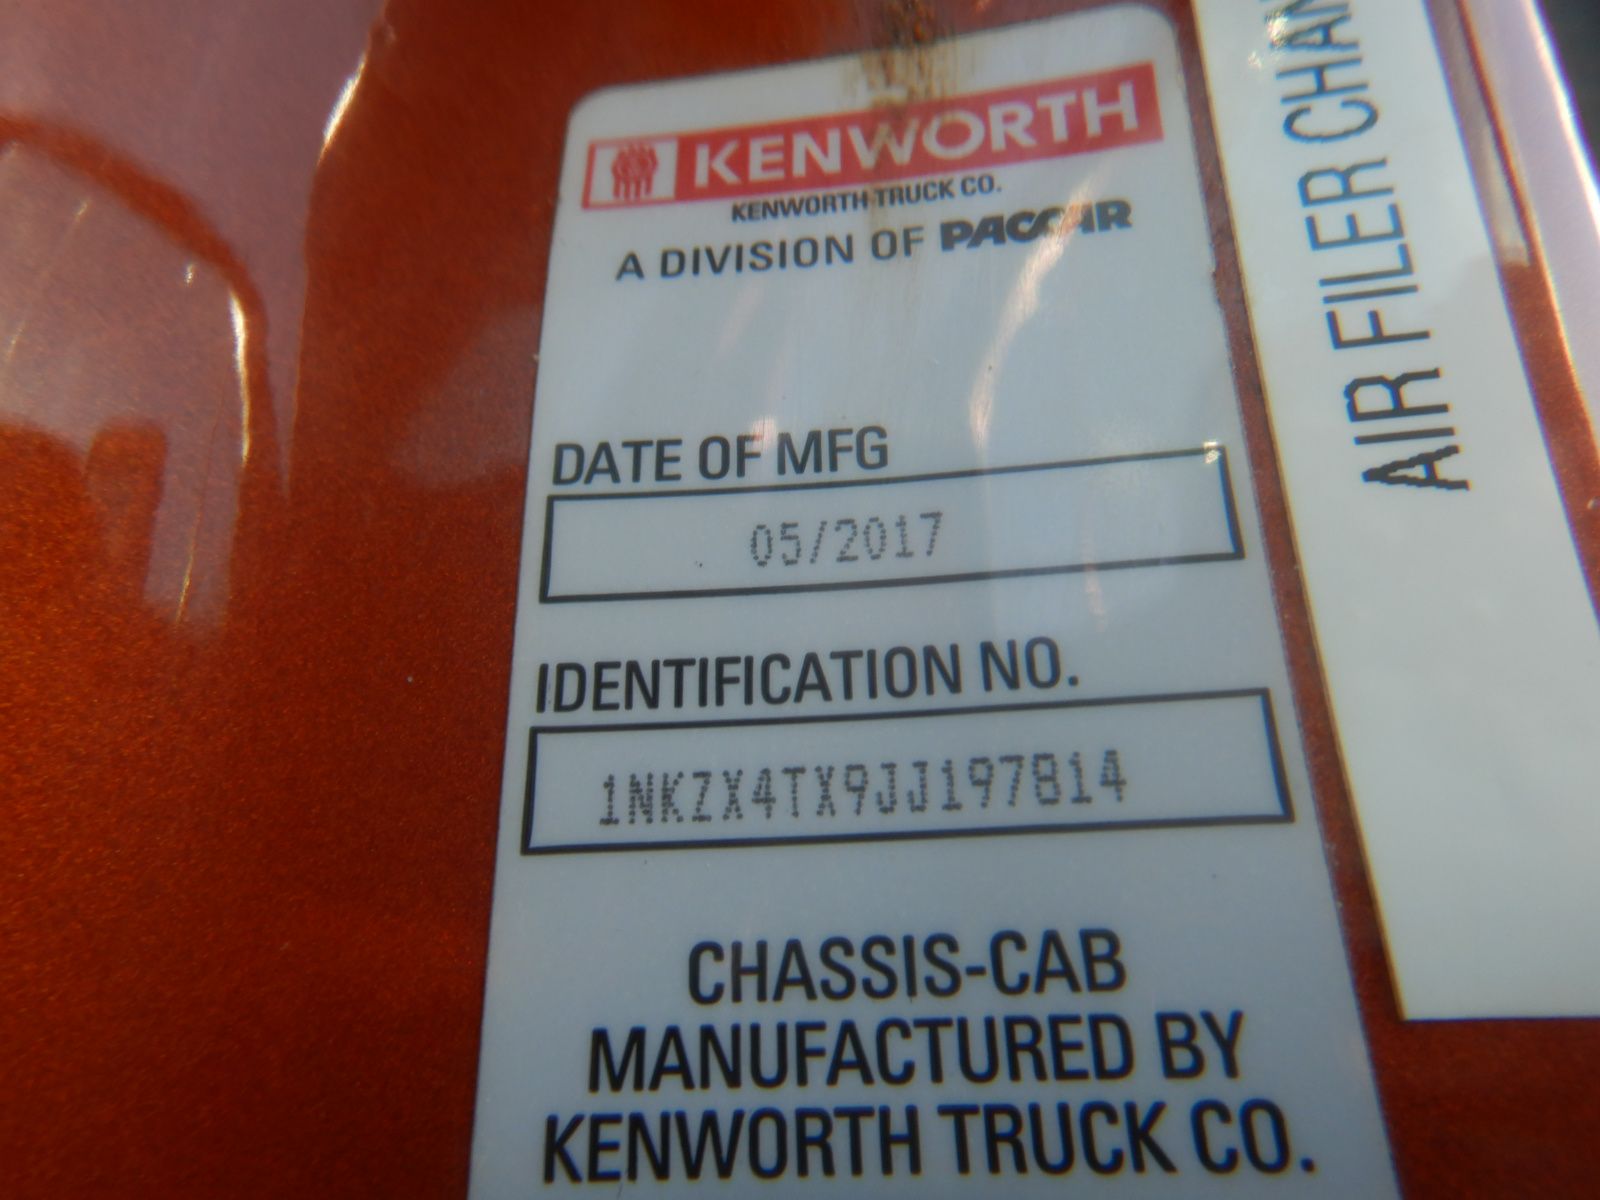 KENWORTH
KENWORTH TRUCK CO.
A DIVISION OF PACCAR
DATE OF MFG
05/2017
IDENTIFICATION NO.
1NKZX4TX9JJ197814
CHASSIS-CAB
MANUFACTURED BY
KENWORTH TRUCK CO.
AIR FILER